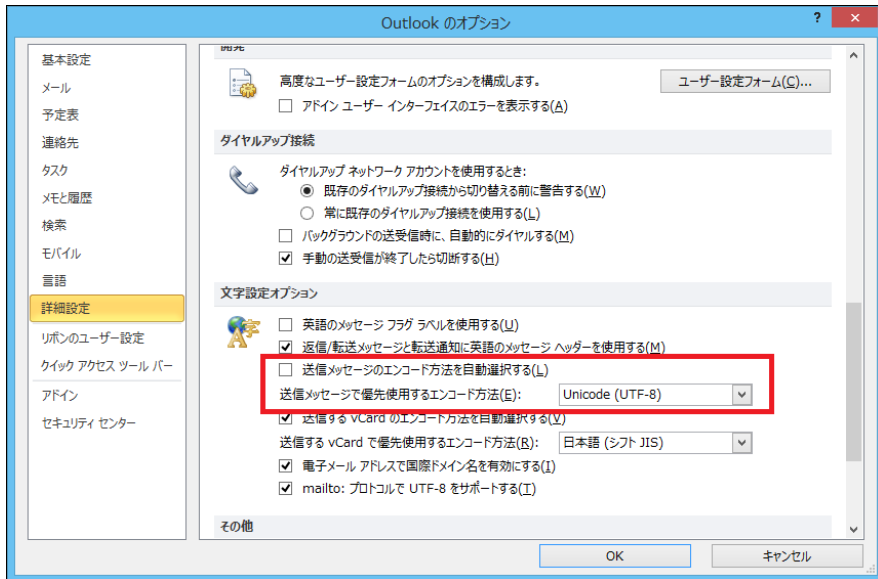 Outlook のオプション
?
×
基本設定
メール
予定表
連絡先
タスク
メモと履歴
検索
モバイル
言語
詳細設定
リボンのユーザー設定
クイック アクセス ツール バー
アドイン
セキュリティ センター
開発
高度なユーザー設定フォームのオプションを構成します。
ユーザー設定フォーム(C)...
アドイン ユーザー インターフェイスのエラーを表示する(A)
ダイヤルアップ接続
ダイヤルアップ ネットワーク アカウントを使用するとき:
既存のダイヤルアップ接続から切り替える前に警告する(W)
常に既存のダイヤルアップ接続を使用する(L)
バックグラウンドの送受信時に、自動的にダイヤルする(M)
手動の送受信が終了したら切断する(H)
文字設定オプション
英語のメッセージ フラグ ラベルを使用する(U)
返信/転送メッセージと転送通知に英語のメッセージ ヘッダーを使用する(M)
送信メッセージのエンコード方法を自動選択する(L)
送信メッセージで優先使用するエンコード方法(E): Unicode (UTF-8)
送信する vCard のエンコード方法を自動選択する(V)
送信する vCard で優先使用するエンコード方法(R): 日本語 (シフト JIS)
電子メール アドレスで国際ドメイン名を有効にする(I)
mailto: プロトコルで UTF-8 をサポートする(T)
その他
OK
キャンセル